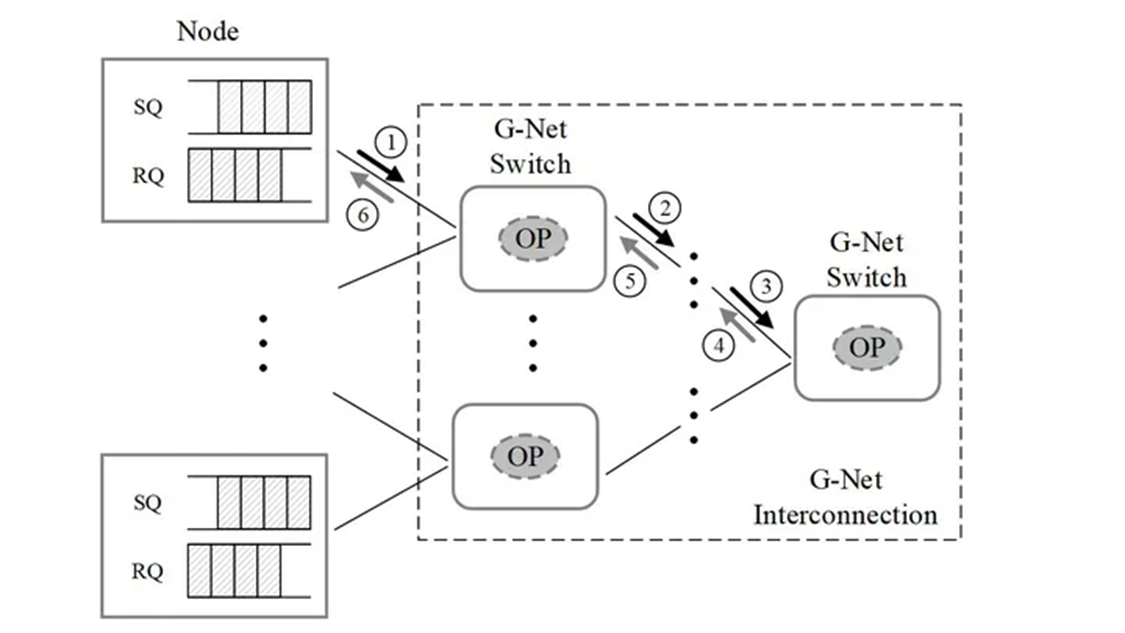 Node
SQ
RQ
①
⑥
G-Net
Switch
OP
②
⑤
③
④
G-Net
Switch
OP
OP
SQ
RQ
G-Net
Interconnection